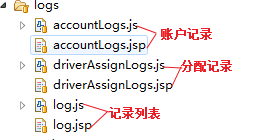 logs
accountLogs.js
账户记录
accountLogs.jsp
driverAssignLogs.js
分配记录
driverAssignLogs.jsp
log.js
记录列表
log.jsp